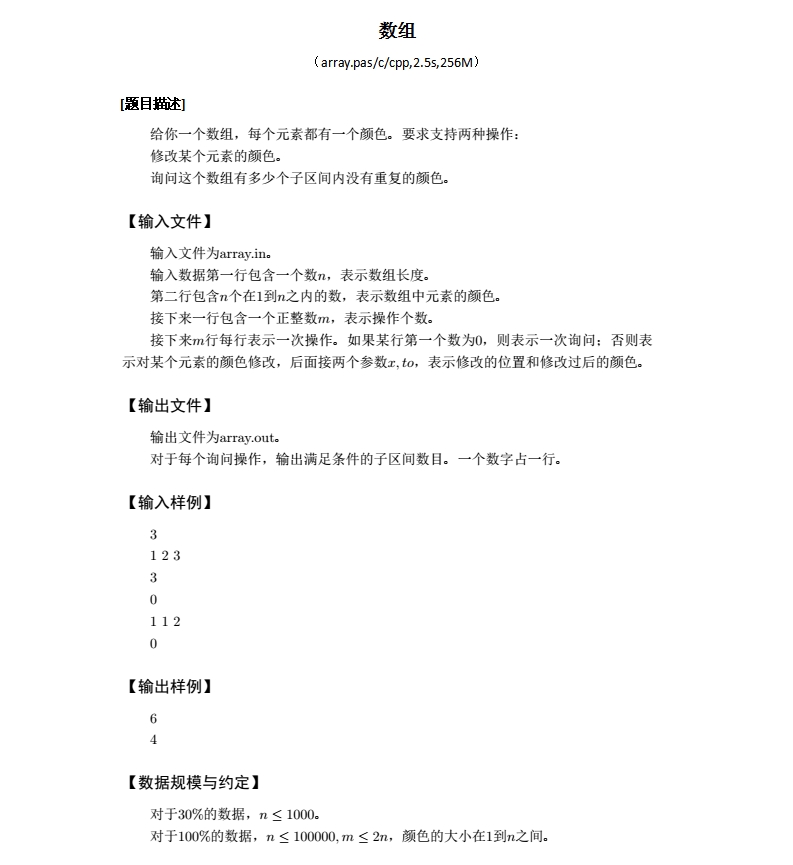 数组
（array.pas/c/cpp,2.5s,256M）
[题目描述]
给你一个数组，每个元素都有一个颜色。要求支持两种操作：
修改某个元素的颜色。
询问这个数组有多少个子区间内没有重复的颜色。
【输入文件】
输入文件为array.in。
输入数据第一行包含一个数n，表示数组长度。
第二行包含n个在1到n之内的数，表示数组中元素的颜色。
接下来一行包含一个正整数m，表示操作个数。
接下来m行每行表示一次操作。如果某行第一个数为0，则表示一次询问；否则表
示对某个元素的颜色修改，后面接两个参数x, to，表示修改的位置和修改过后的颜色。
【输出文件】
输出文件为array.out。
对于每个询问操作，输出满足条件的子区间数目。一个数字占一行。
【输入样例】
3
1 2 3
3
0
1 1 2
0
【输出样例】
6
4
【数据规模与约定】
对于30%的数据，n ≤ 1000。
对于100%的数据，n ≤ 100000, m ≤ 2n，颜色的大小在1到n之间。